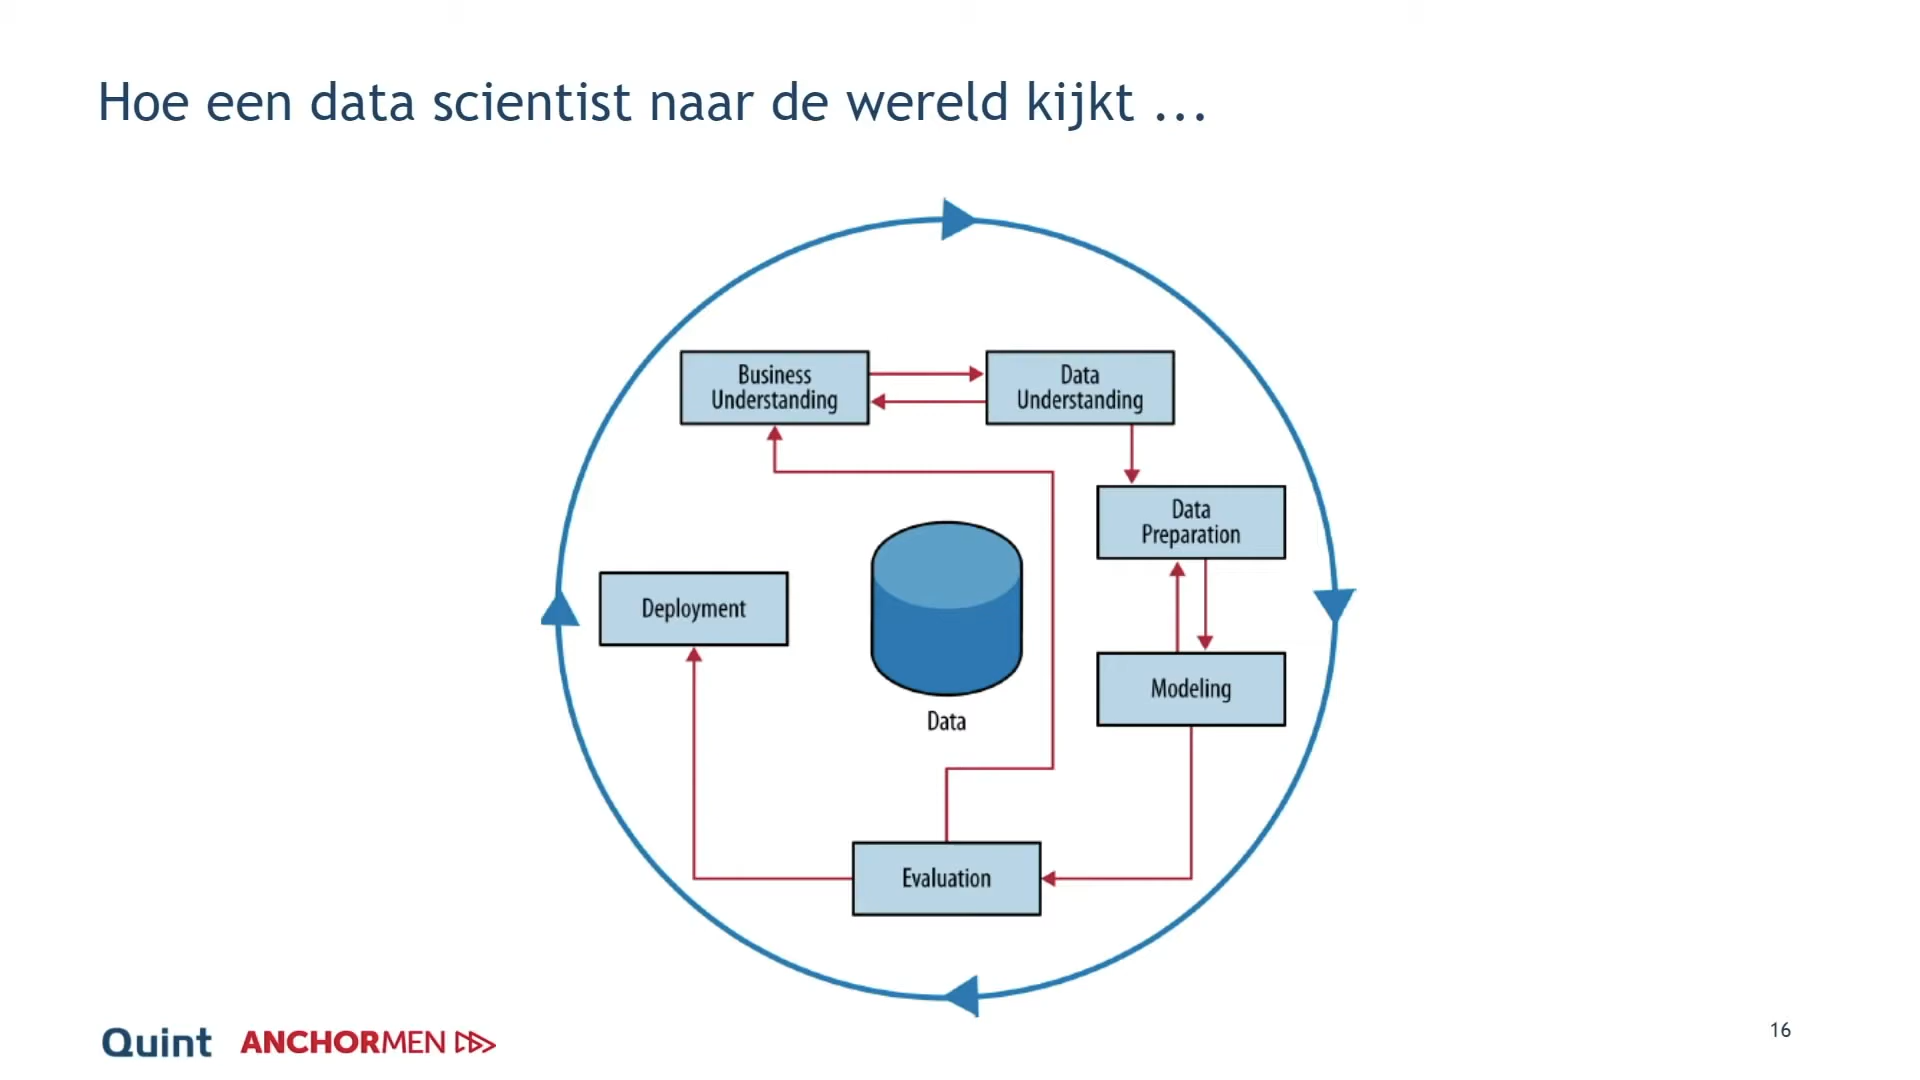 Hoe een data scientist naar de wereld kijkt ...
Business
Understanding
Data
Understanding
Data
Preparation
Deployment
Modeling
Data
Evaluation
Quint
ANCHORMEN
16